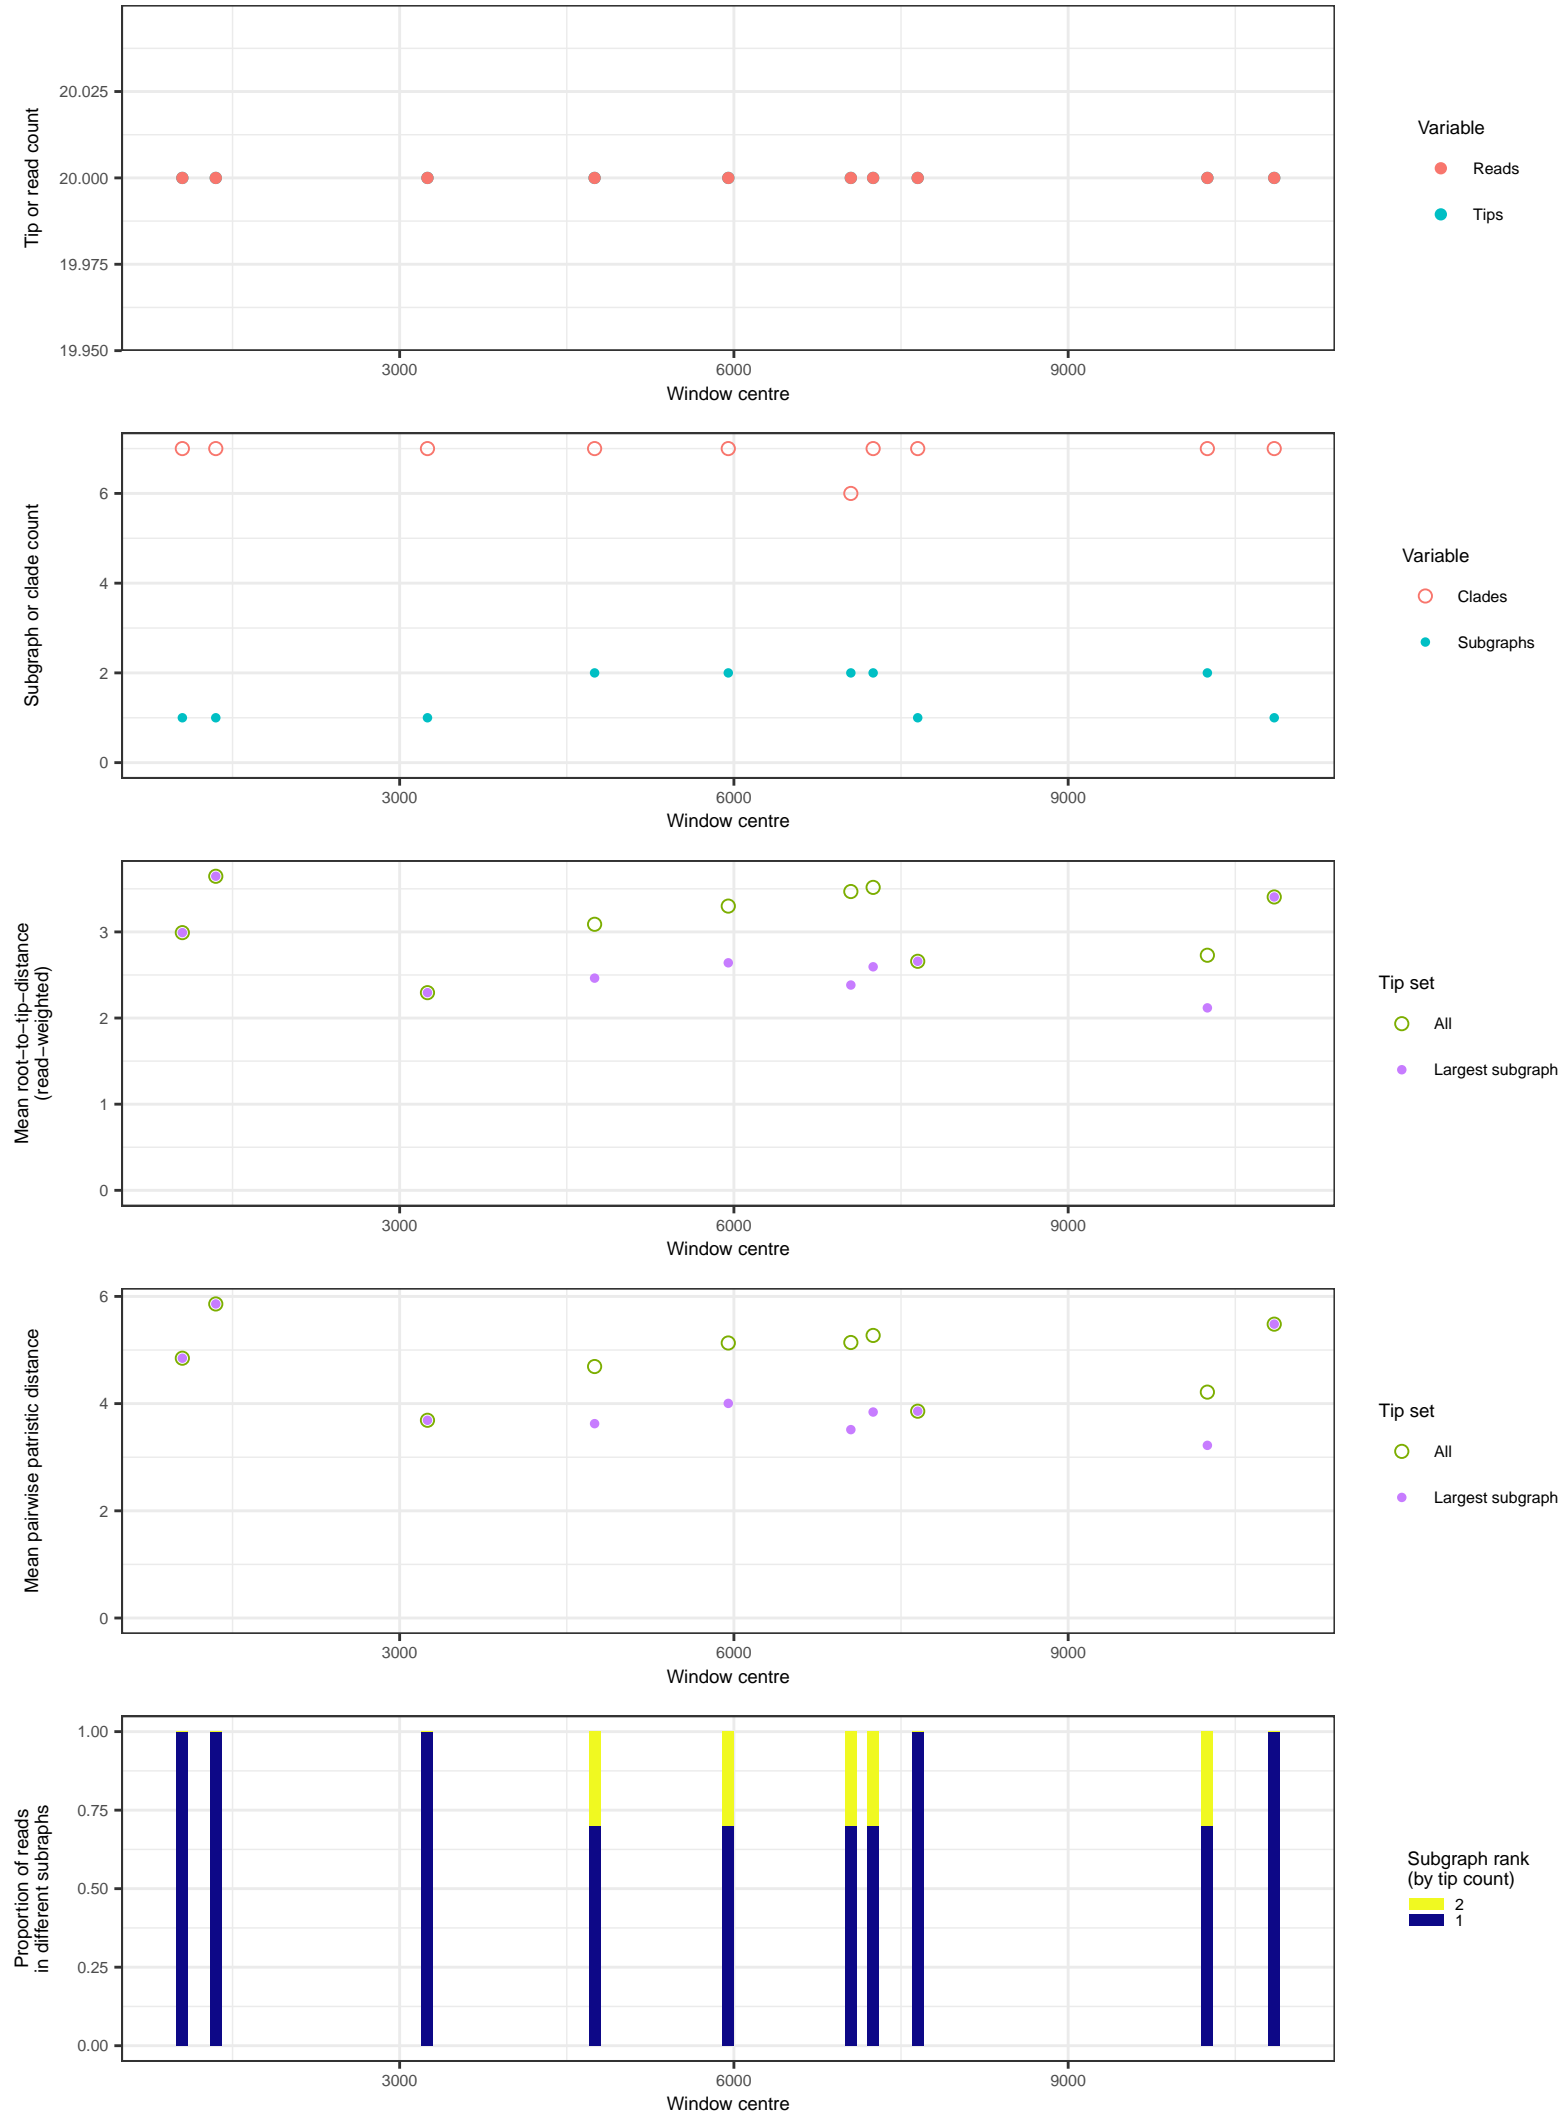 20.025
20.000
19.975
19.950
Tip or read count
3000
6000
9000
Window centre
Variable
Reads
Tips
6
4
2
0
Subgraph or clade count
3000
6000
9000
Window centre
Variable
Clades
Subgraphs
3
2
1
0
Mean root−to−tip−distance
(read−weighted)
3000
6000
9000
Window centre
Tip set
All
Largest subgraph
6
4
2
0
Mean pairwise patristic distance
3000
6000
9000
Window centre
Tip set
All
Largest subgraph
1.00
0.75
0.50
0.25
0.00
Proportion of reads
in different subraphs
3000
6000
9000
Window centre
Subgraph rank
(by tip count)
2
1